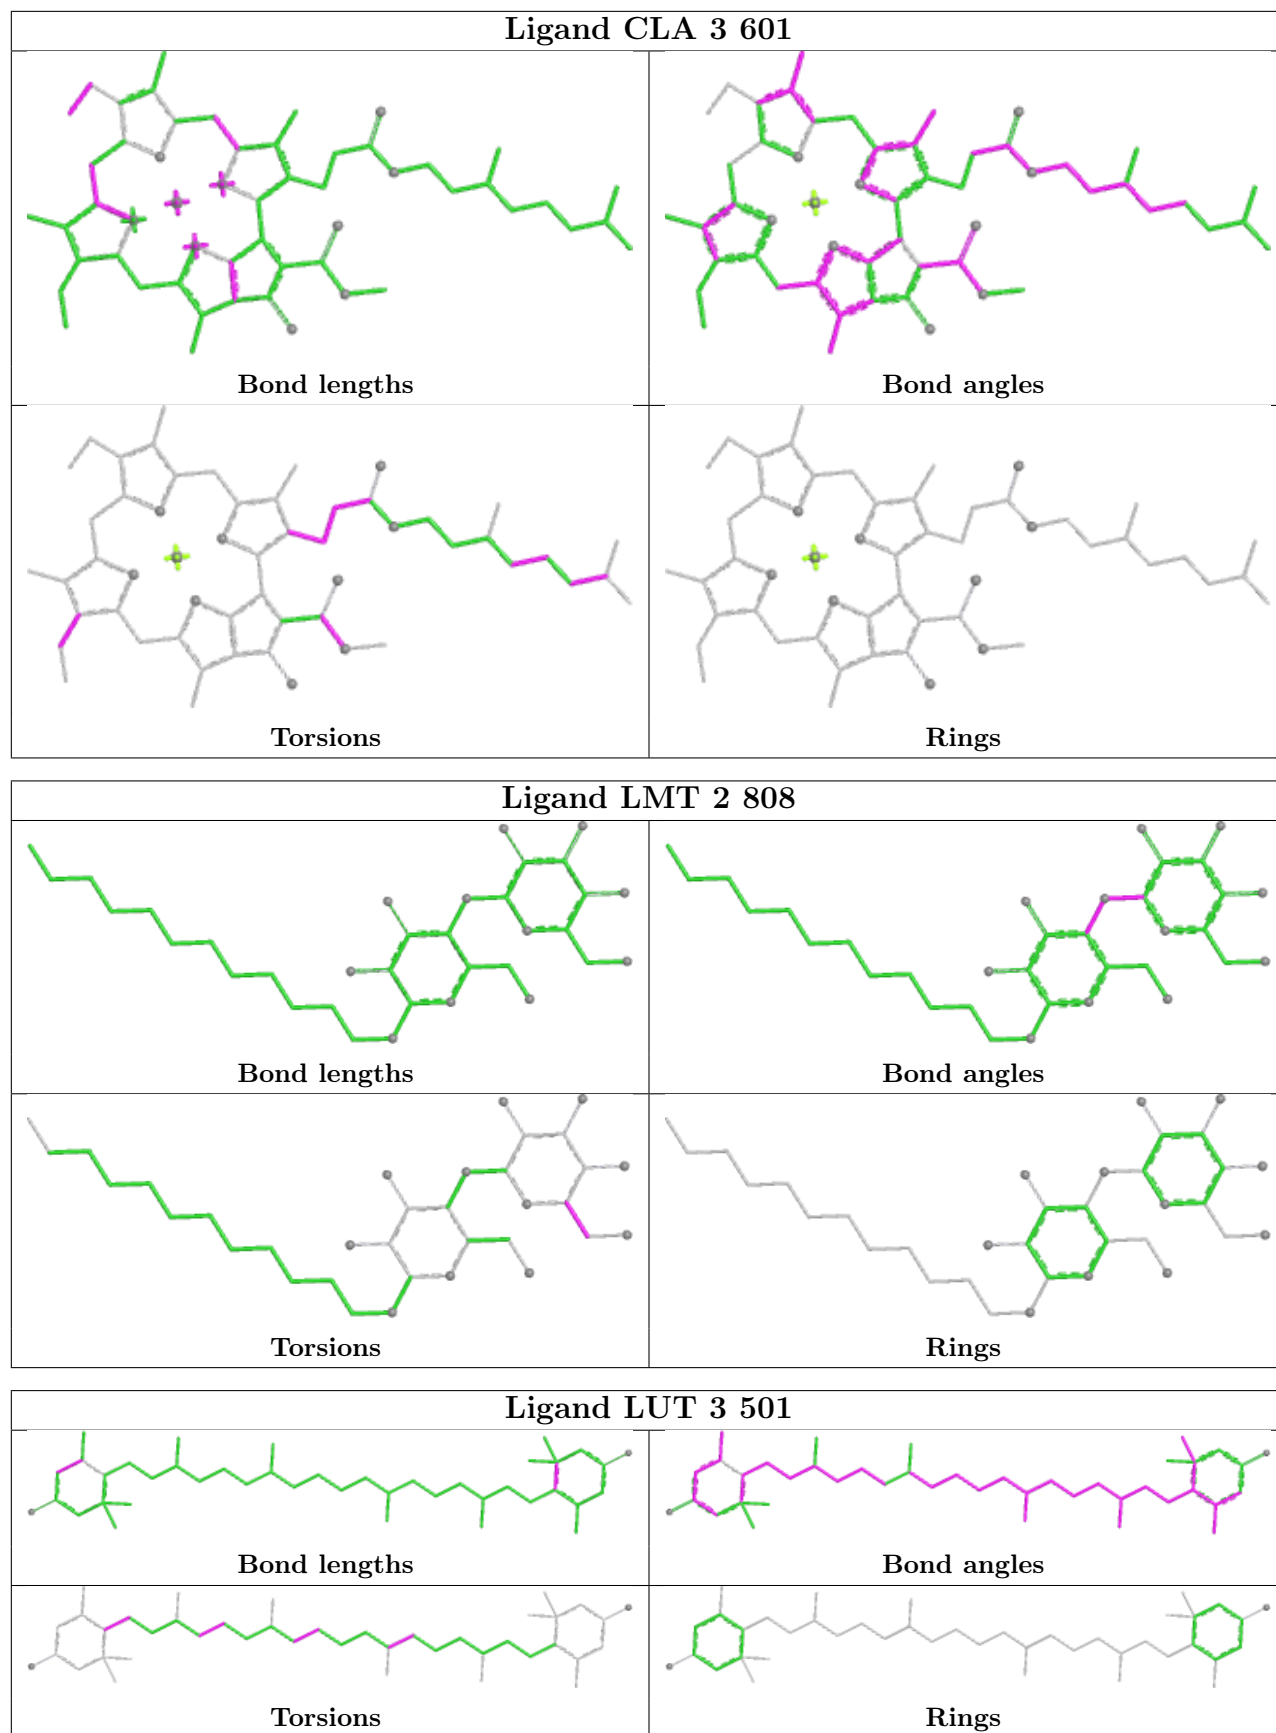 Ligand CLA 3 601
Bond lengths
Bond angles
Torsions
Rings
Ligand LMT 2 808
Bond lengths
Bond angles
Torsions
Rings
Ligand LUT 3 501
Bond lengths
Bond angles
Torsions
Rings